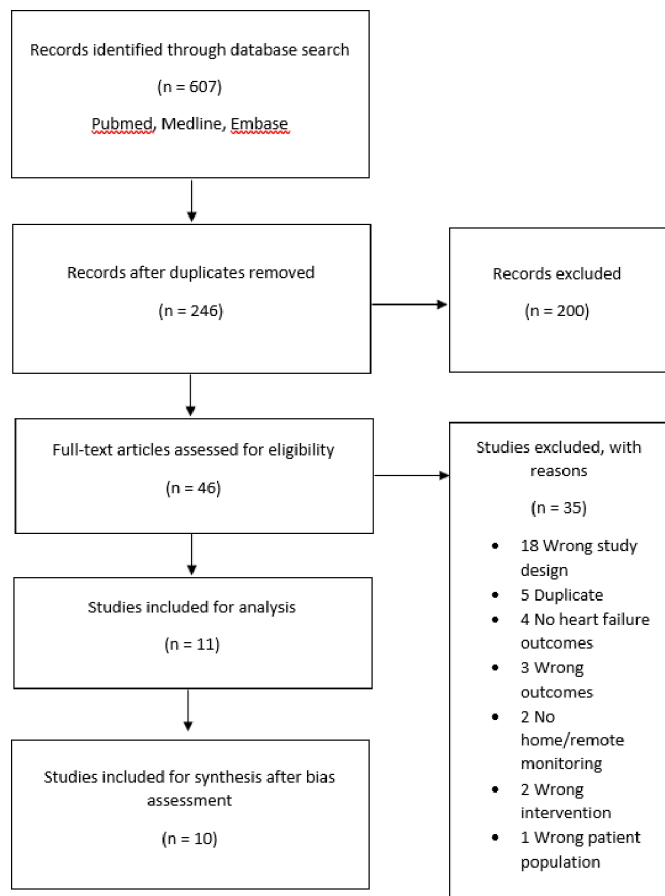 Records identified through database search
(n = 607)
Pubmed, Medline, Embase
Records after duplicates removed
(n = 246)
Records excluded
(n = 200)
Full-text articles assessed for eligibility
(n = 46)
Studies excluded, with
reasons
(n = 35)
• 18 Wrong study
design
• 5 Duplicate
• 4 No heart failure
outcomes
• 3 Wrong
outcomes
• 2 No
home/remote
monitoring
• 2 Wrong
intervention
• 1 Wrong patient
population
Studies included for analysis
(n = 11)
Studies included for synthesis after bias
assessment
(n = 10)